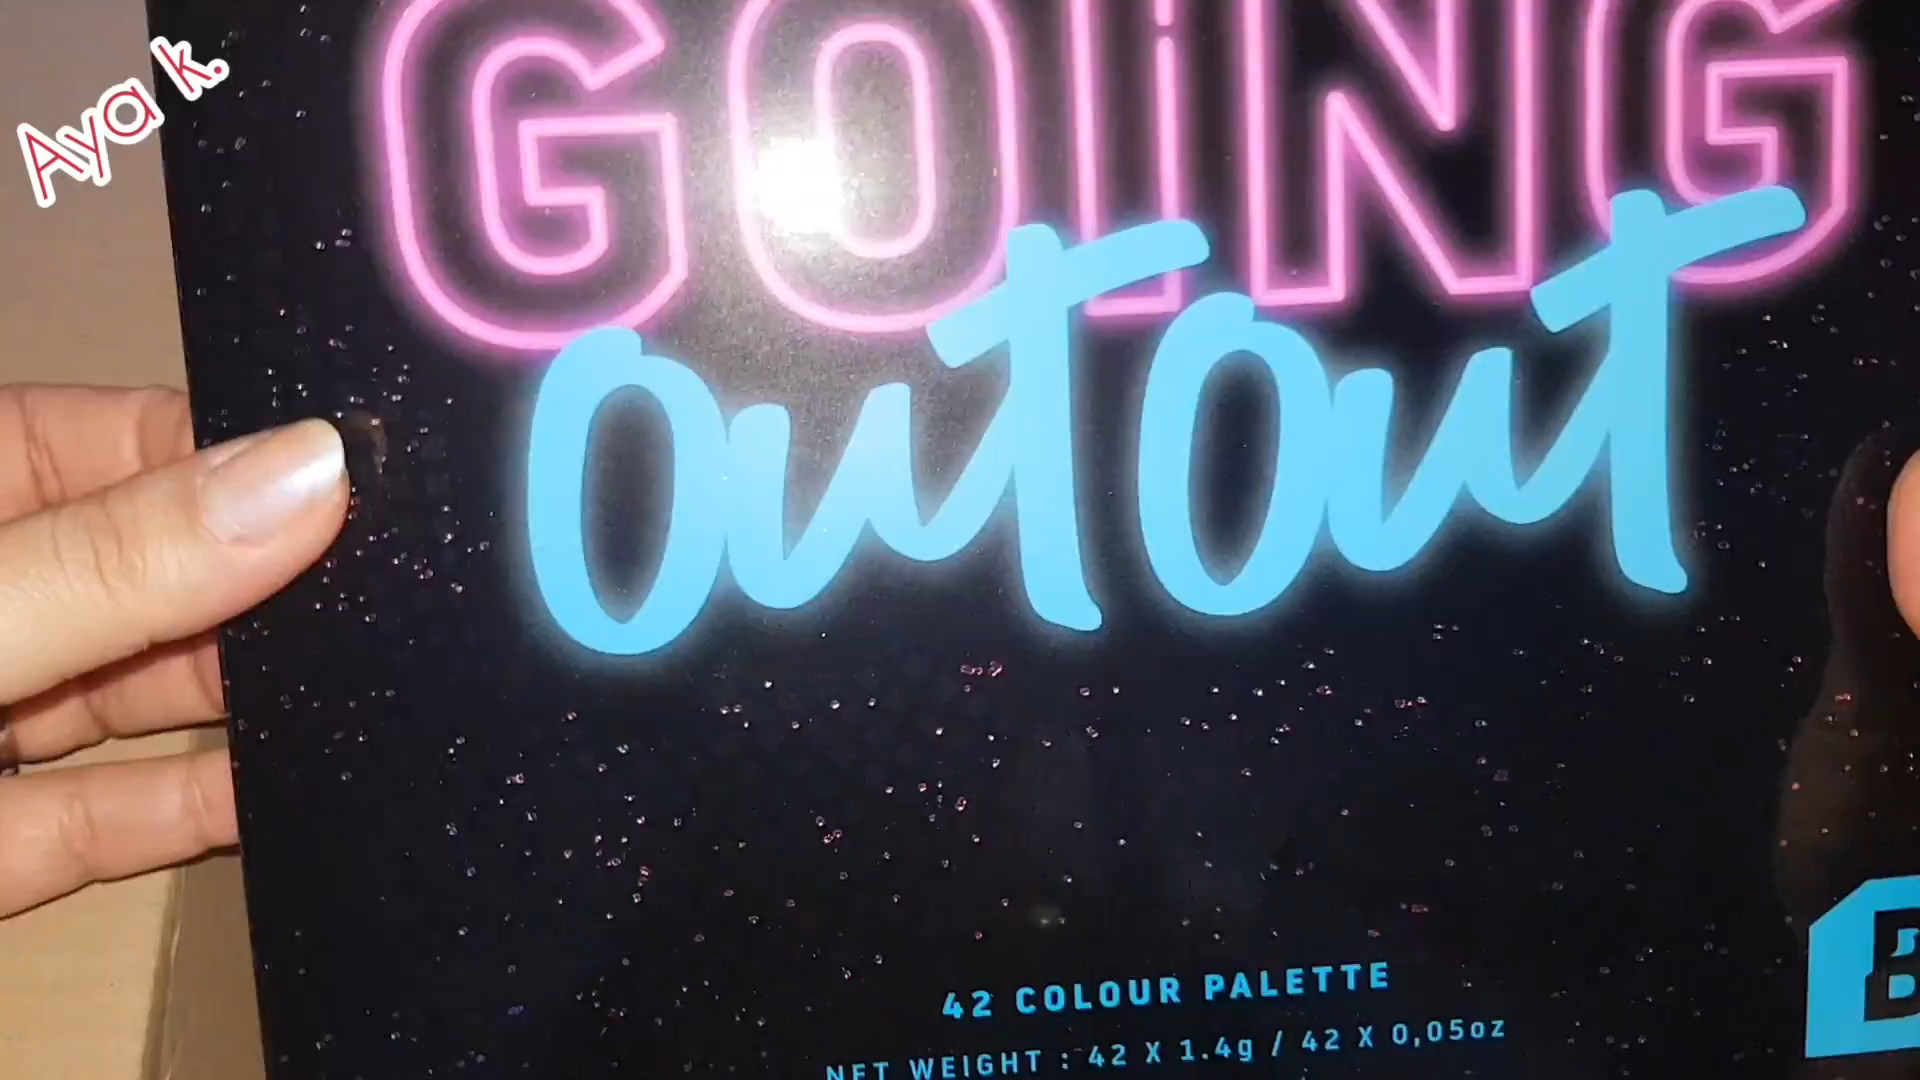 Aya k.
GOING
OutOut
42 COLOUR PALETTE
NET WEIGHT : 42 X 1.4g / 42 X 0,05oz